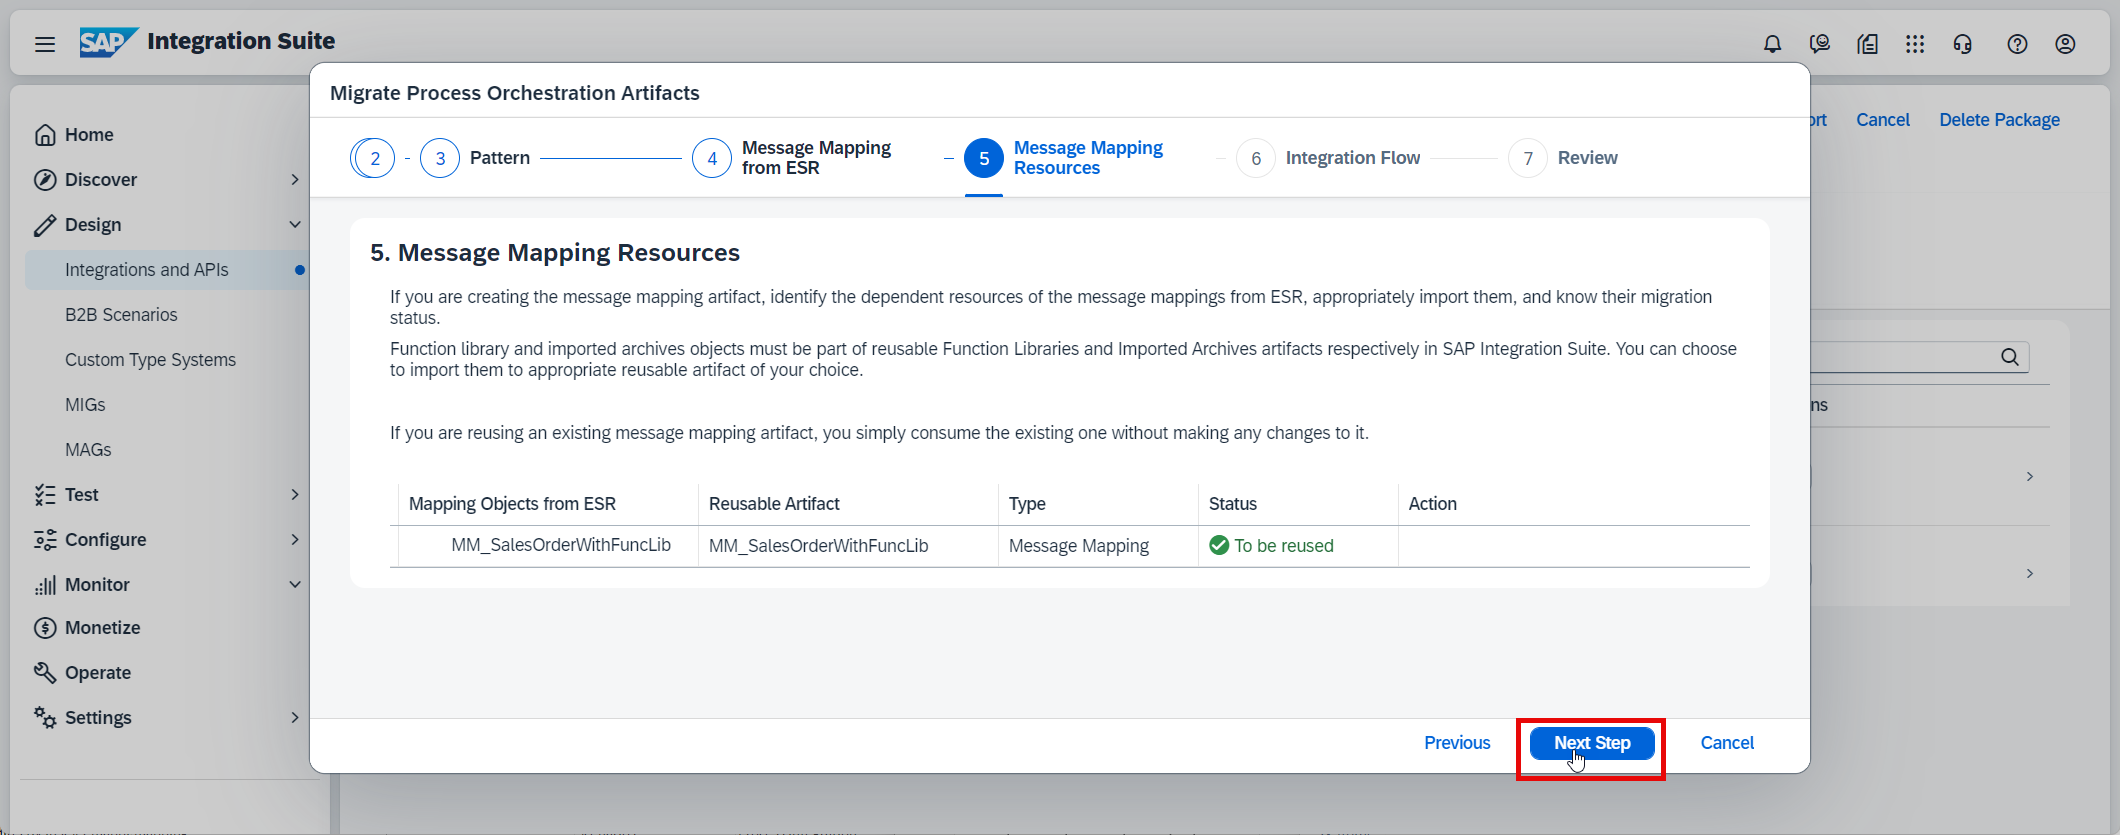 SAP Integration Suite
Migrate Process Orchestration Artifacts
2 3 Pattern 4 Message Mapping from ESR 5 Message Mapping Resources 6 Integration Flow 7 Review
Home
Discover
Design
Integrations and APIs
B2B Scenarios
Custom Type Systems
MIGs
MAGs
Test
Configure
Monitor
Monetize
Operate
Settings
Cancel Delete Package
5. Message Mapping Resources
If you are creating the message mapping artifact, identify the dependent resources of the message mappings from ESR, appropriately import them, and know their migration
status.
Function library and imported archives objects must be part of reusable Function Libraries and Imported Archives artifacts respectively in SAP Integration Suite. You can choose
to import them to appropriate reusable artifact of your choice.
If you are reusing an existing message mapping artifact, you simply consume the existing one without making any changes to it.
Mapping Objects from ESR Reusable Artifact Type Status Action
MM_SalesOrderWithFuncLib MM_SalesOrderWithFuncLib Message Mapping To be reused
Previous Next Step Cancel